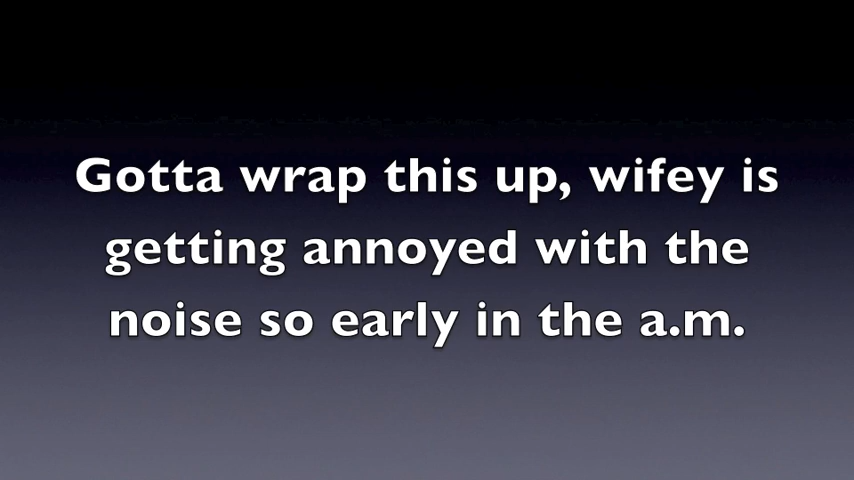 Gotta wrap this up, wifey is
getting annoyed with the
noise so early in the a.m.